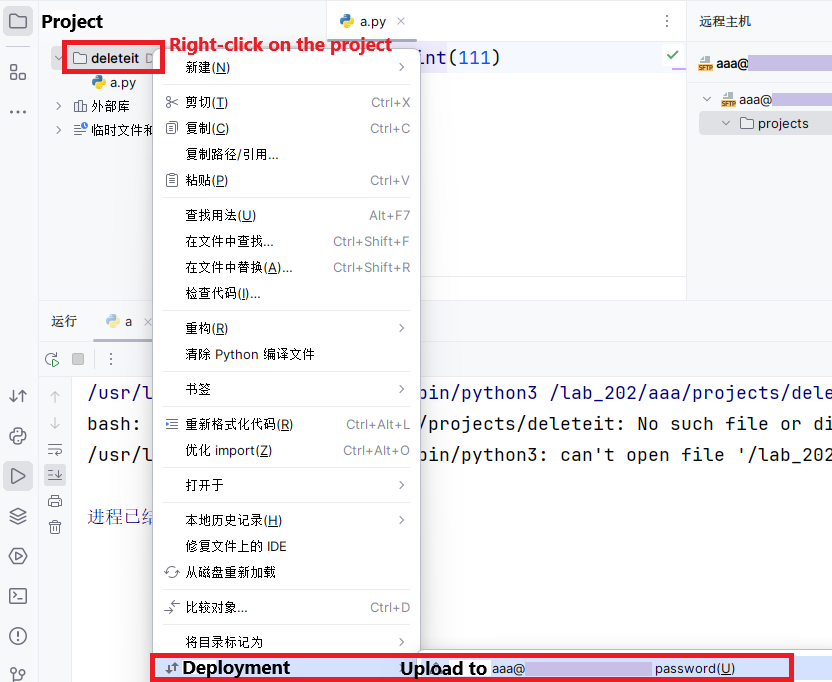 Project
a.py
远程主机
Right-click on the project
deleteit
int(111)
aaa@
a.py
aaa@
外部库
projects
临时文件和
新建(N)
剪切(T) Ctrl+X
复制(C) Ctrl+C
复制路径/引用...
粘贴(P) Ctrl+V
查找用法(U) Alt+F7
在文件中查找... Ctrl+Shift+F
在文件中替换(A)... Ctrl+Shift+R
检查代码(I)...
重构(R)
清除 Python 编译文件
书签
重新格式化代码(R) Ctrl+Alt+L
优化 import(Z) Ctrl+Alt+O
打开于
本地历史记录(H)
修复文件上的 IDE
从磁盘重新加载
比较对象... Ctrl+D
将目录标记为
Deployment Upload to aaa@ password(U)
运行
a
/usr/l bin/python3 /lab_202/aaa/projects/dele
bash: /projects/deleteit: No such file or di
/usr/l bin/python3: can't open file '/lab_202
进程已结